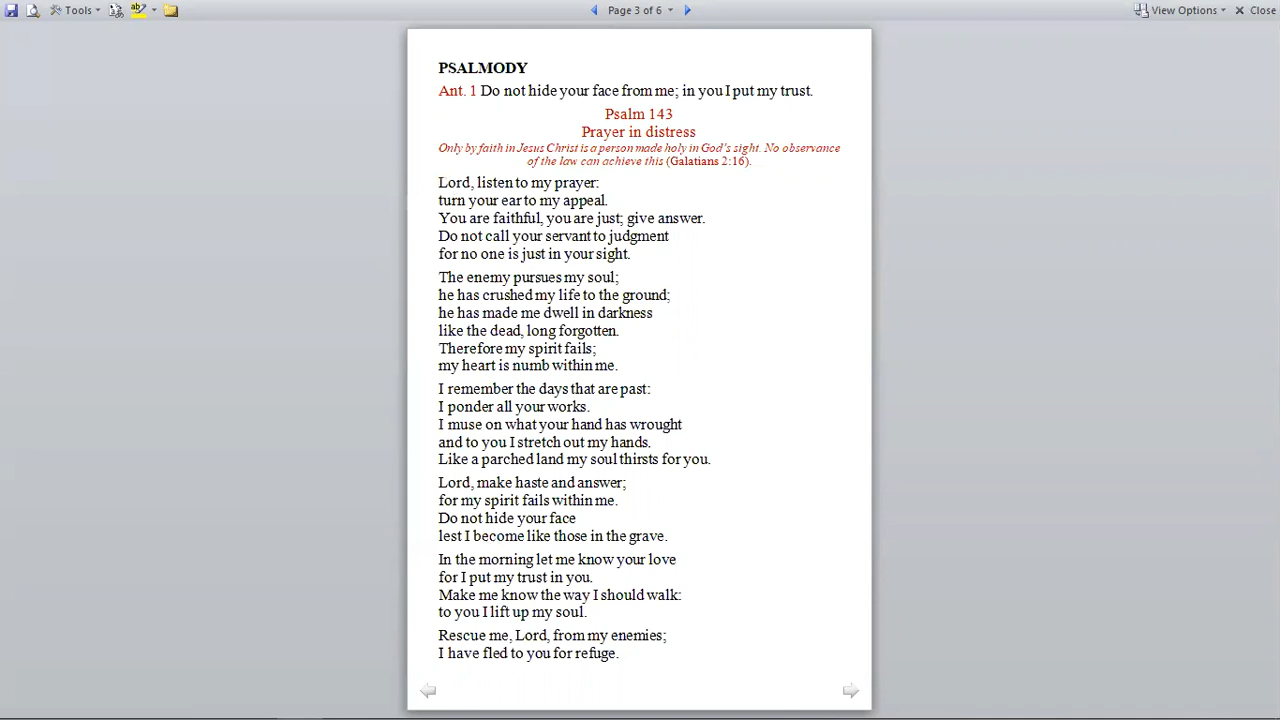 Tools
Page 3 of 6
View Options
Close
PSALMODY
Ant. 1 Do not hide your face from me; in you I put my trust.
Psalm 143
Prayer in distress
Only by faith in Jesus Christ is a person made holy in God's sight. No observance
of the law can achieve this (Galatians 2:16).
Lord, listen to my prayer:
turn your ear to my appeal.
You are faithful, you are just; give answer.
Do not call your servant to judgment
for no one is just in your sight.
The enemy pursues my soul;
he has crushed my life to the ground;
he has made me dwell in darkness
like the dead, long forgotten.
Therefore my spirit fails;
my heart is numb within me.
I remember the days that are past:
I ponder all your works.
I muse on what your hand has wrought
and to you I stretch out my hands.
Like a parched land my soul thirsts for you.
Lord, make haste and answer;
for my spirit fails within me.
Do not hide your face
lest I become like those in the grave.
In the morning let me know your love
for I put my trust in you.
Make me know the way I should walk:
to you I lift up my soul.
Rescue me, Lord, from my enemies;
I have fled to you for refuge.